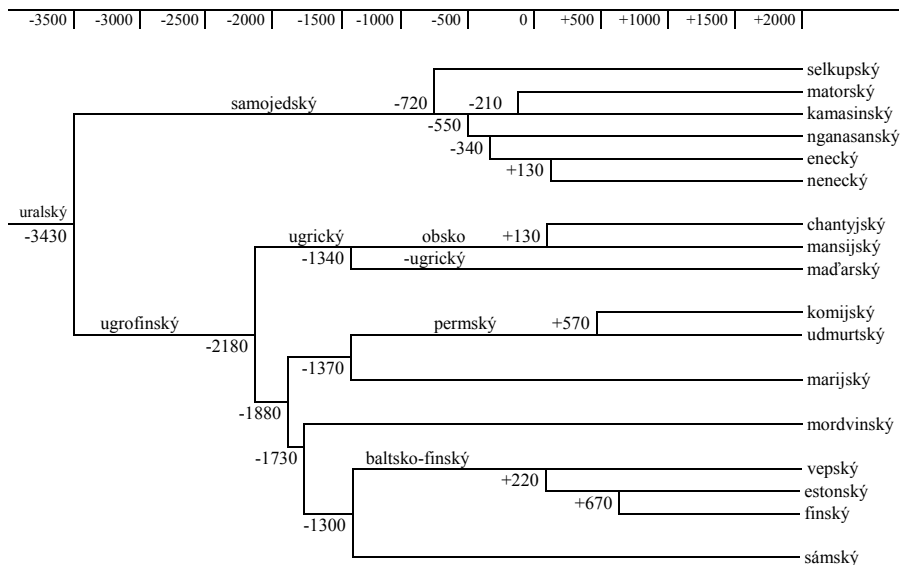 -3500 -3000 -2500 -2000 -1500 -1000 -500 0 +500 +1000 +1500 +2000
selkupský
matorský
samojedský -720 -210
kamasinský
-550
nganasanský
-340
enecký
+130
nenecký
uralský
chantyjský
-3430
ugrický obsko +130
mansijský
-1340 -ugrický
maďarský
komijský
ugrofinský permský +570
udmurtský
-2180
-1370
marijský
-1880
mordvinský
-1730 baltsko-finský
vepský
+220
estonský
+670
finský
-1300
sámský